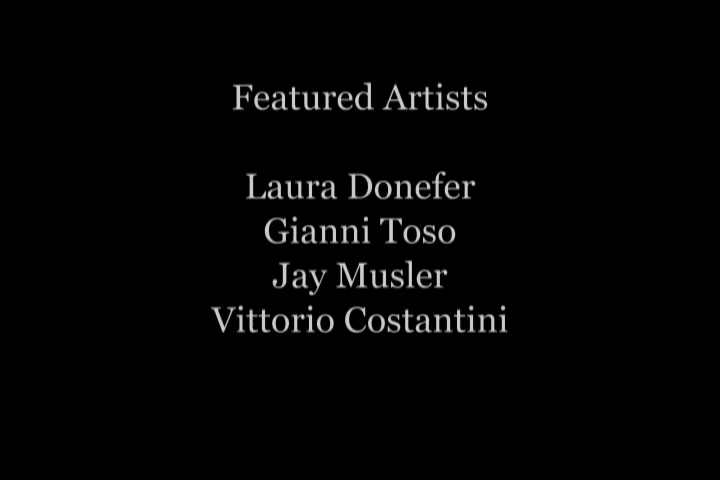 Featured Artists
Laura Donefer
Gianni Toso
Jay Musler
Vittorio Costantini